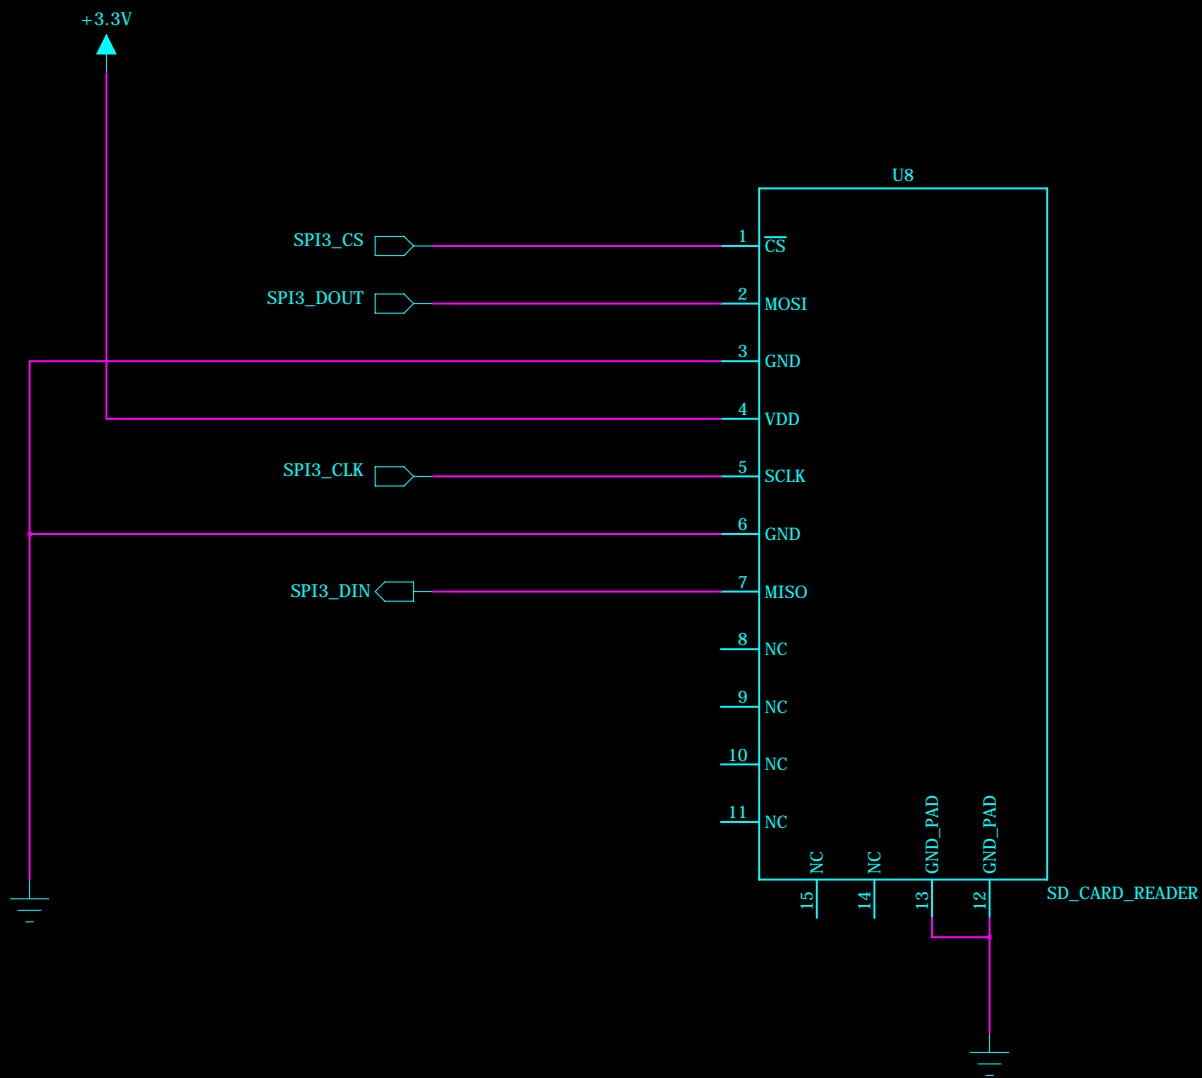 +3.3V
U8
SPI3_CS
1
CS
SPI3_DOUT
2
MOSI
3
GND
4
VDD
SPI3_CLK
5
SCLK
6
GND
SPI3_DIN
7
MISO
8
NC
9
NC
10
NC
11
NC
NC
NC
GND_PAD
GND_PAD
15
14
13
12
SD_CARD_READER